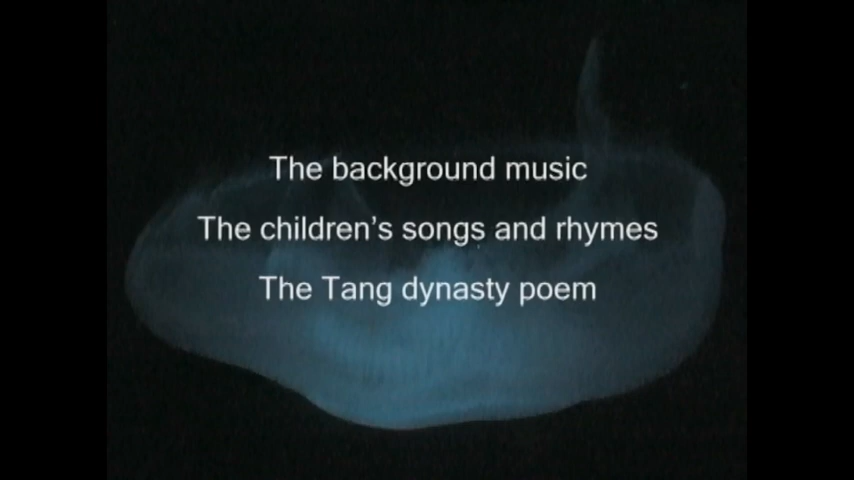 The background music
The children’s songs and rhymes
The Tang dynasty poem